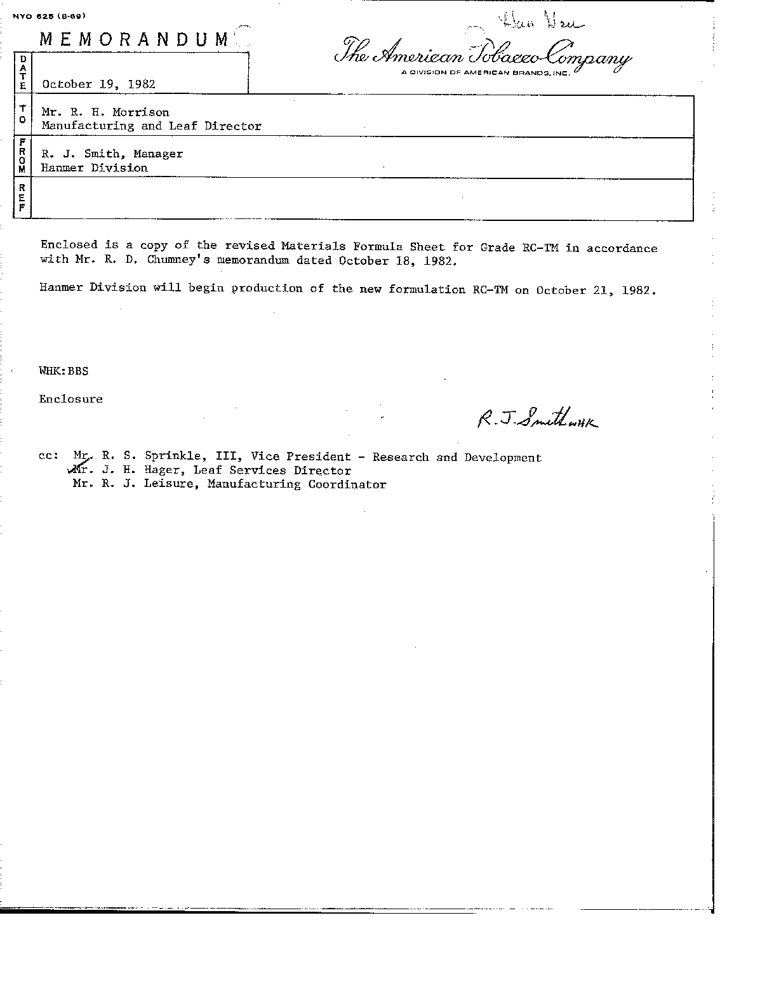 NYO 625 (8-69)
MEMORANDUM
The American Tobacco Company
A DIVISION OF AMERICAN BRANDS, INC.
DATE
October 19, 1982
TO
Mr. R. H. Morrison
Manufacturing and Leaf Director
FROM
R. J. Smith, Manager
Hanmer Division
REF
Enclosed is a copy of the revised Materials Formula Sheet for Grade RC-TM in accordance
with Mr. R. D. Chumney's memorandum dated October 18, 1982.
Hanmer Division will begin production of the new formulation RC-TM on October 21, 1982.
WHK:BBS
Enclosure
R. J. Smith WHK
cc: Mr. R. S. Sprinkle, III, Vice President - Research and Development
Mr. J. H. Hager, Leaf Services Director
Mr. R. J. Leisure, Manufacturing Coordinator